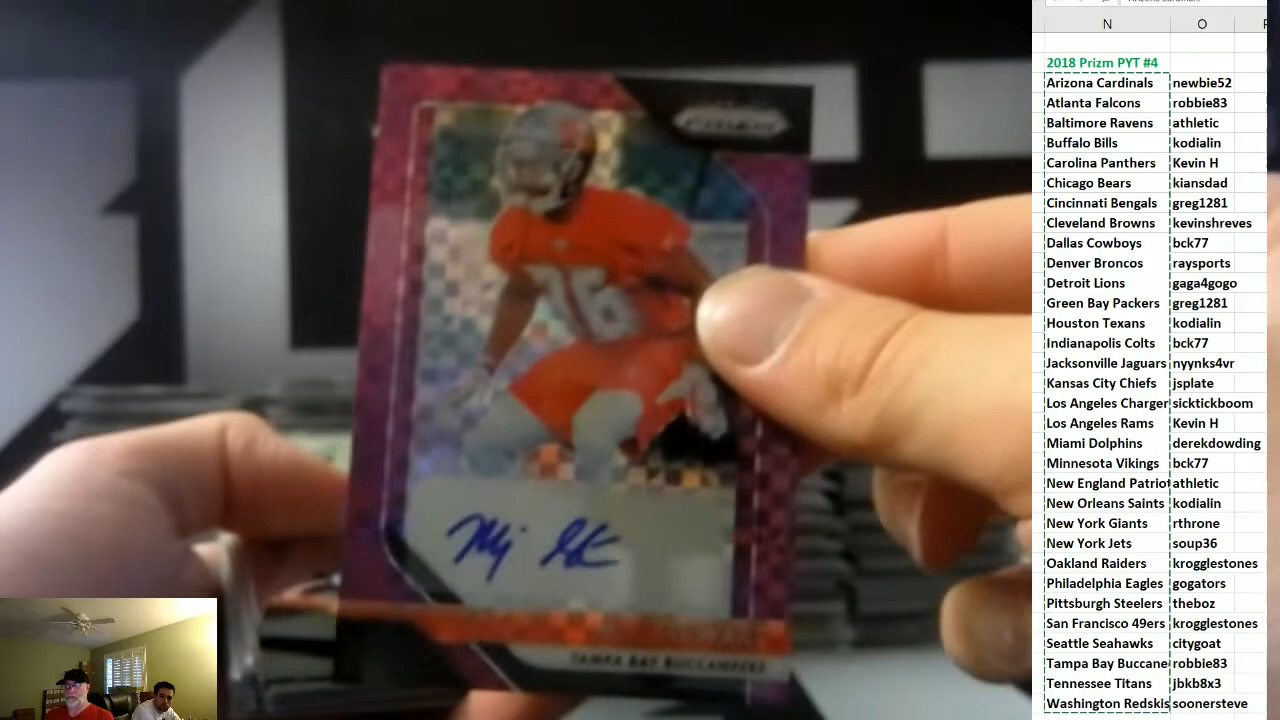 PRIZM
36
TAMPA BAY BUCCANEERS
N O
2018 Prizm PYT #4
Arizona Cardinals newbie52
Atlanta Falcons robbie83
Baltimore Ravens athletic
Buffalo Bills kodialin
Carolina Panthers Kevin H
Chicago Bears kiansdad
Cincinnati Bengals greg1281
Cleveland Browns kevinshreves
Dallas Cowboys bck77
Denver Broncos raysports
Detroit Lions gaga4gogo
Green Bay Packers greg1281
Houston Texans kodialin
Indianapolis Colts bck77
Jacksonville Jaguars nyynks4vr
Kansas City Chiefs jsplate
Los Angeles Charger sicktickboom
Los Angeles Rams Kevin H
Miami Dolphins derekdowding
Minnesota Vikings bck77
New England Patriot athletic
New Orleans Saints kodialin
New York Giants rthrone
New York Jets soup36
Oakland Raiders krogglestones
Philadelphia Eagles gogators
Pittsburgh Steelers theboz
San Francisco 49ers krogglestones
Seattle Seahawks citygoat
Tampa Bay Buccane robbie83
Tennessee Titans jbkb8x3
Washington Redskis soonersteve